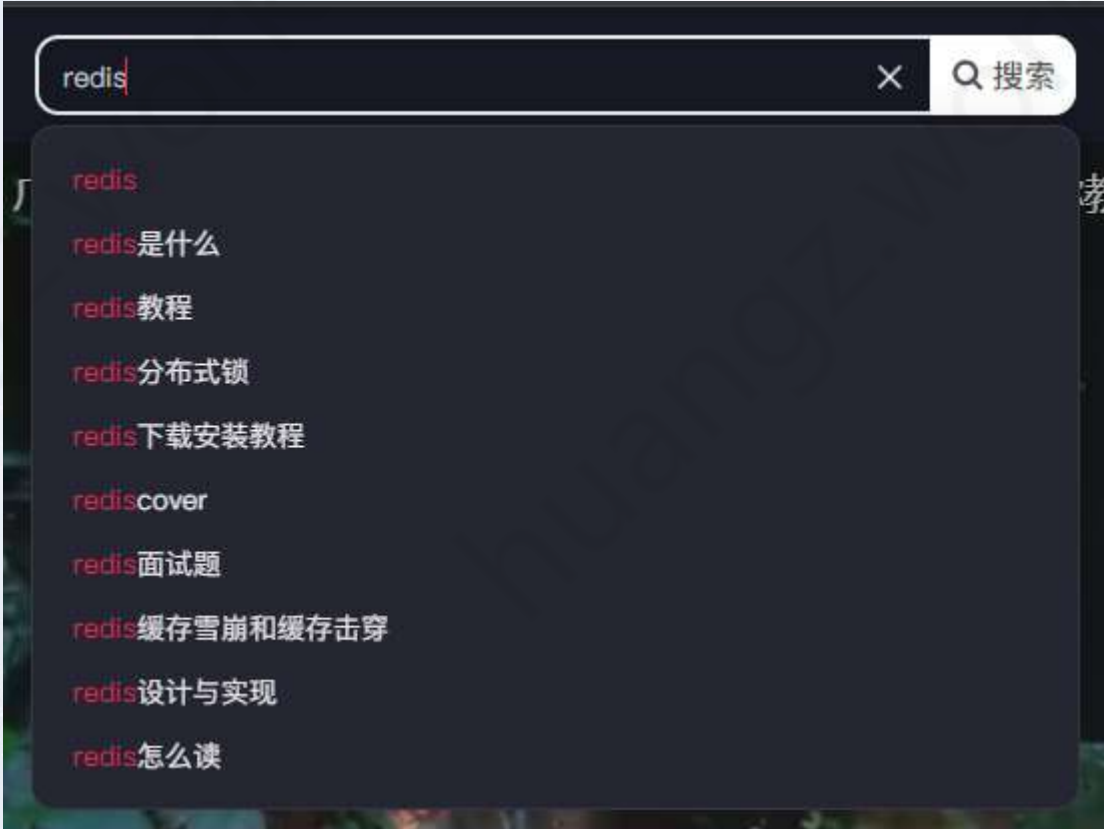 redis
搜索
redis
redis是什么
redis教程
redis分布式锁
redis下载安装教程
rediscover
redis面试题
redis缓存雪崩和缓存击穿
redis设计与实现
redis怎么读
huangz.w